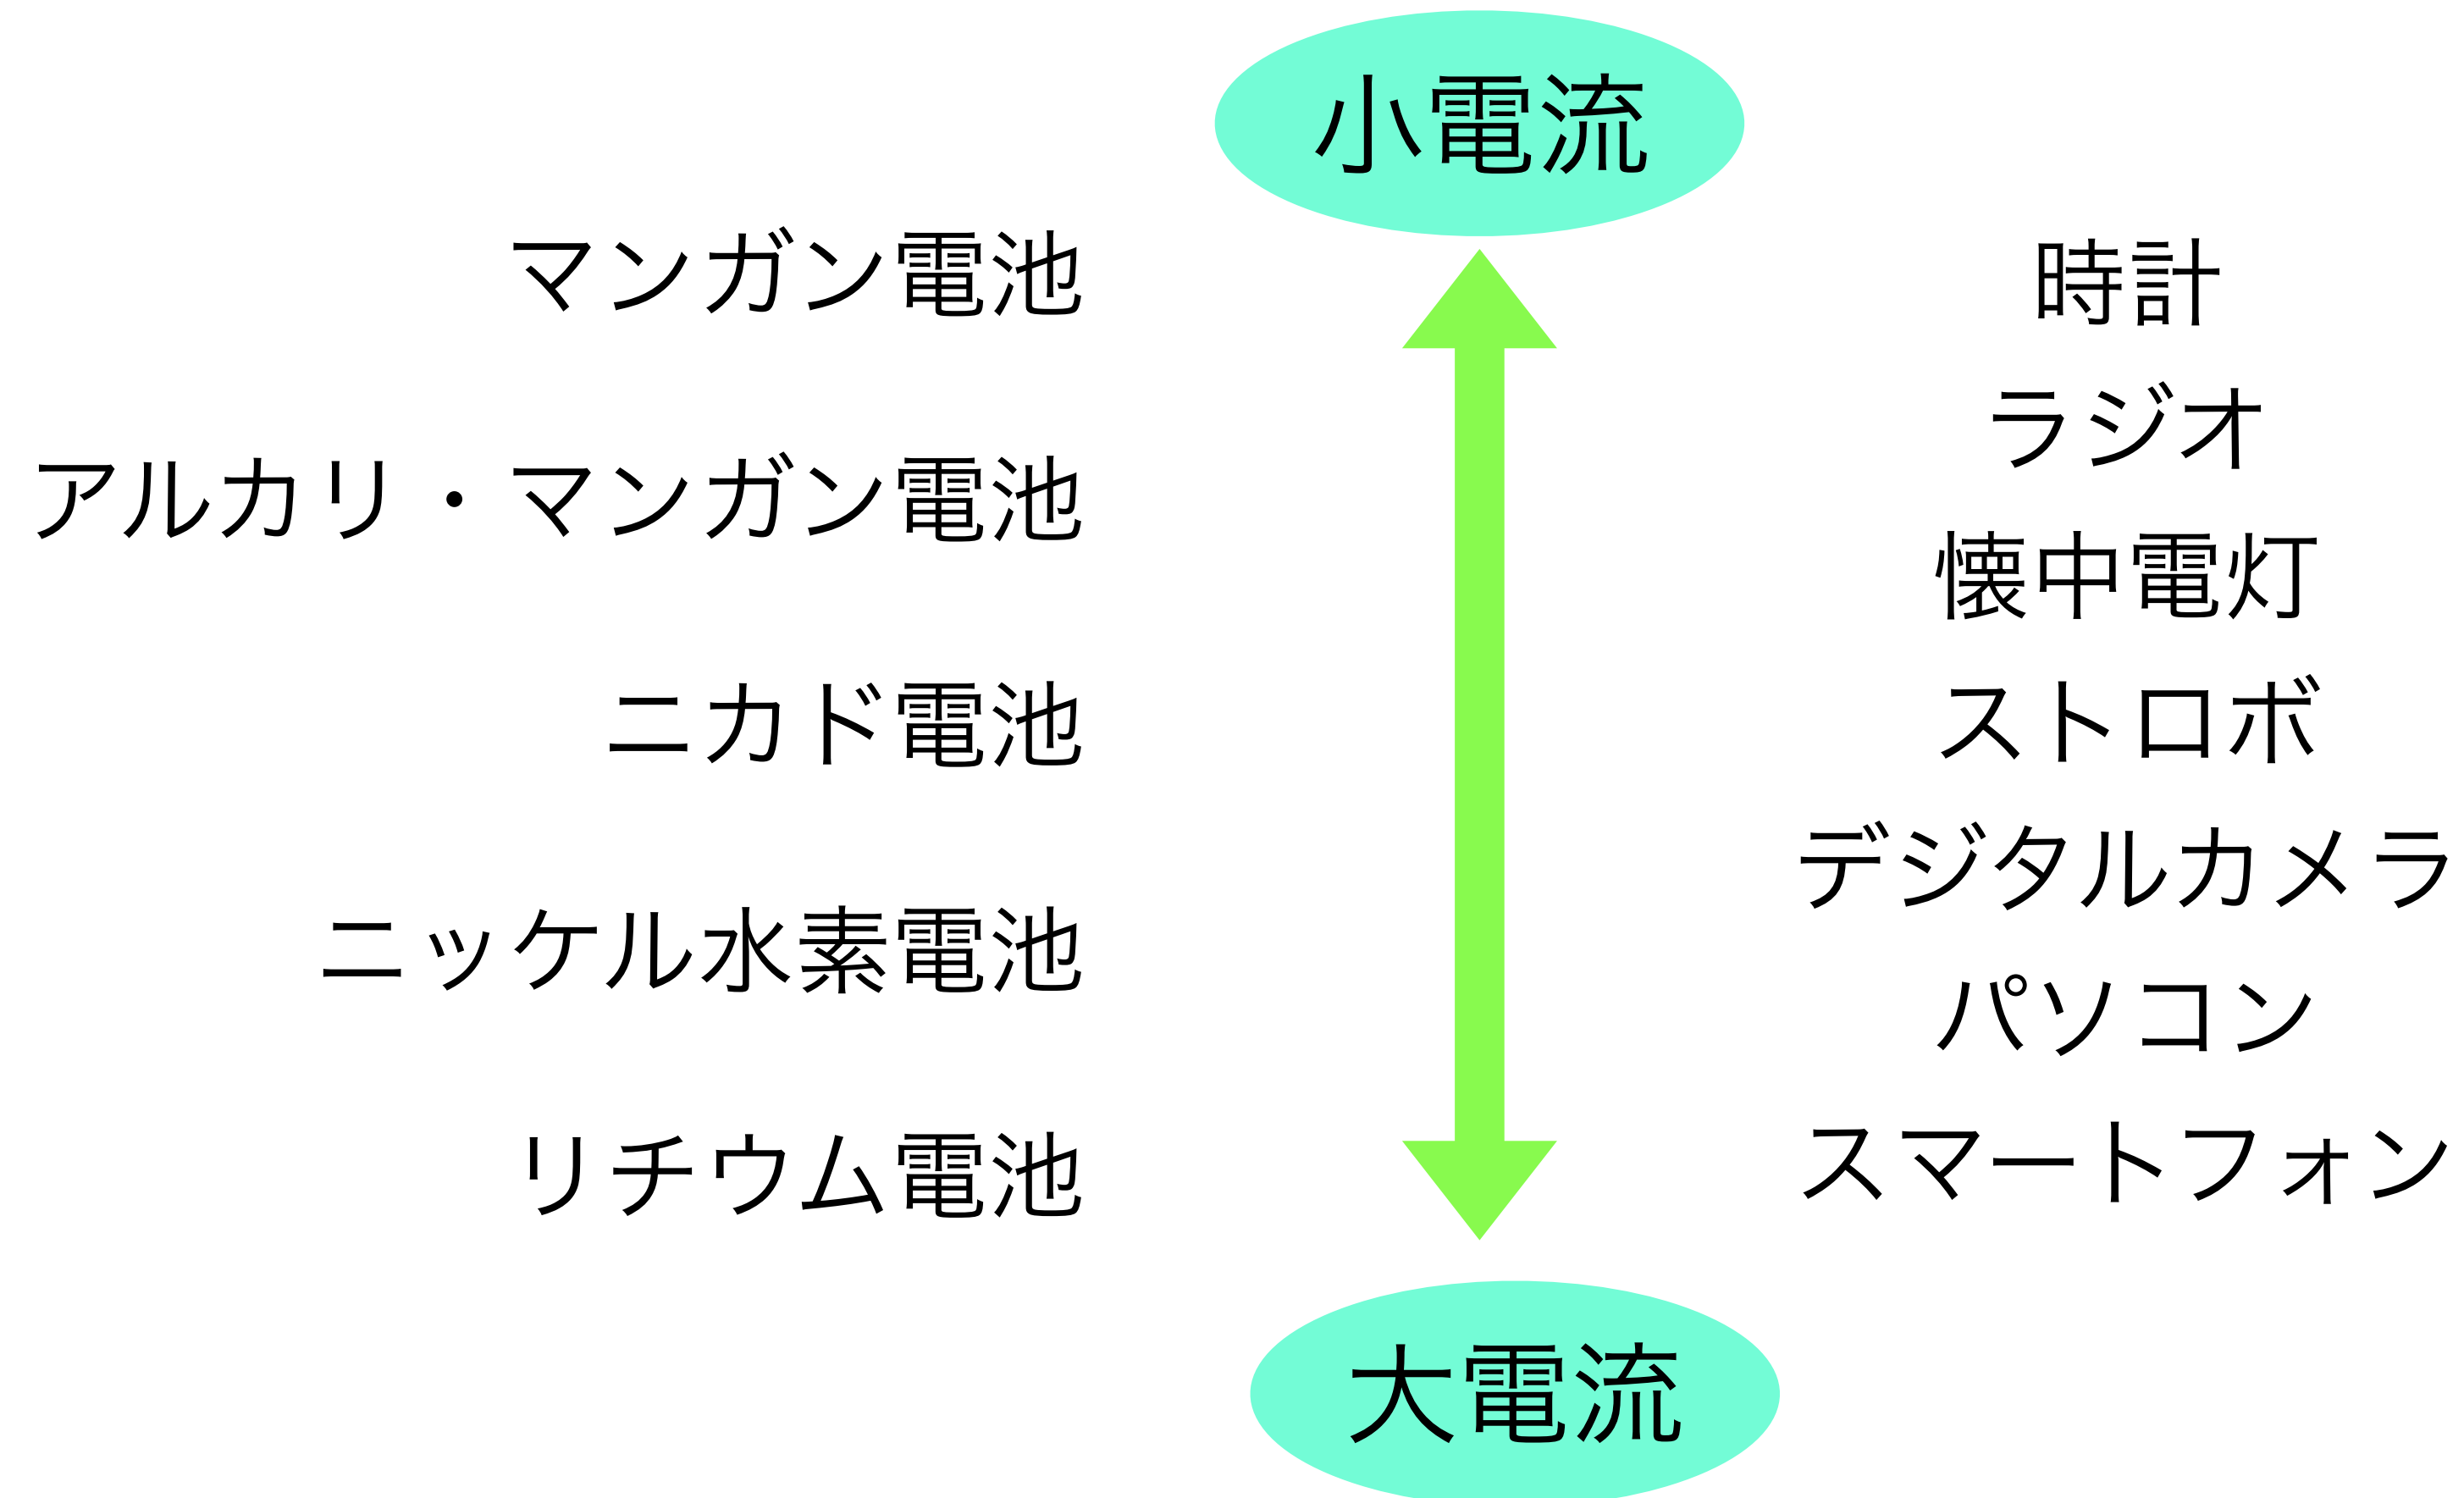 小電流
マンガン電池
アルカリ・マンガン電池
ニカド電池
ニッケル水素電池
リチウム電池
時計
ラジオ
懐中電灯
ストロボ
デジタルカメラ
パソコン
スマートフォン
大電流